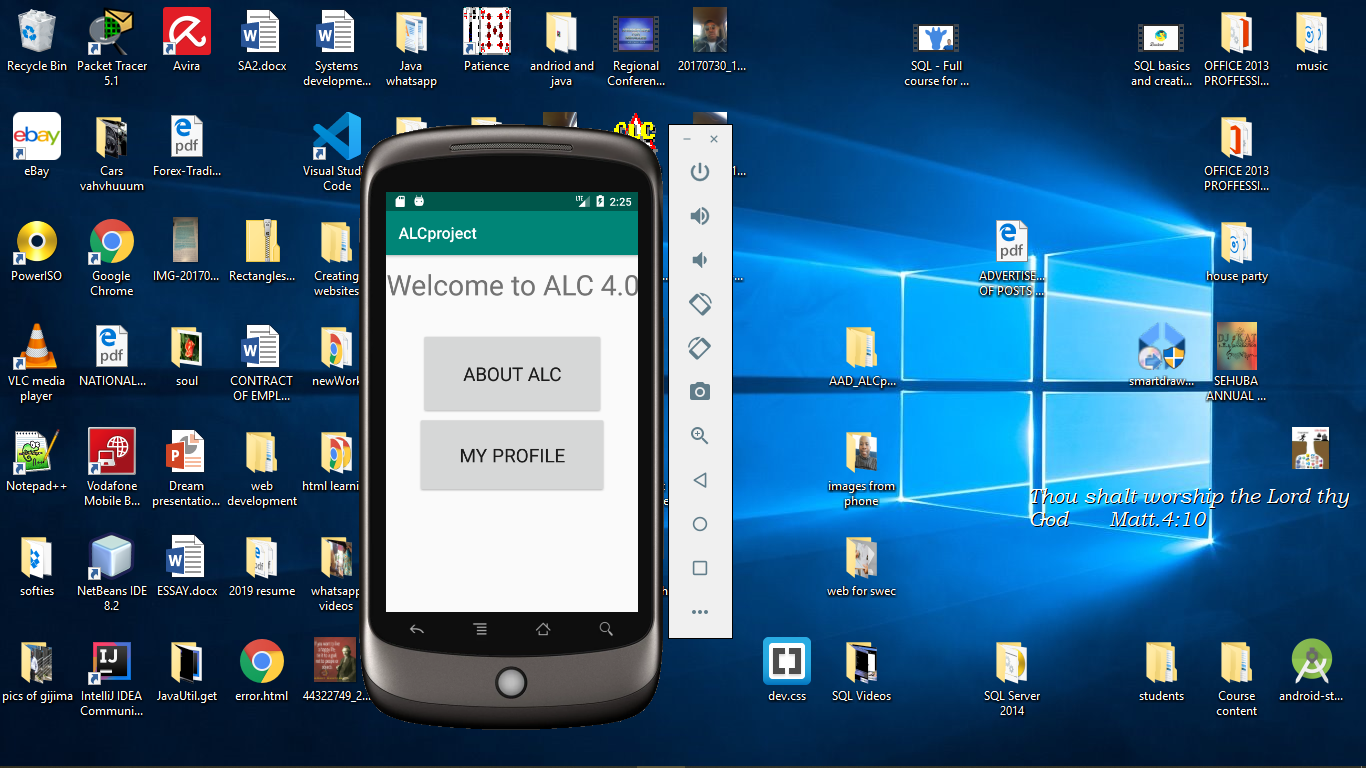 Recycle Bin
Packet Tracer
5.1
Avira
SA2.docx
Systems
developme...
Java
whatsapp
Patience
andriod and
java
Regional
Conferen...
20170730_1...
SQL - Full
course for ...
SQL basics
and creati...
OFFICE 2013
PROFFESSI...
music
ebay
eBay
Cars
vahvhuuum
pdf
Forex-Tradi...
Visual Studi
Code
OFFICE 2013
PROFFESSI...
PowerISO
Google
Chrome
IMG-20170...
Rectangles...
Creating
websites
pdf
ADVERTISE...
OF POSTS ...
house party
LTE
2:25
ALCproject
Welcome to ALC 4.0
ABOUT ALC
MY PROFILE
VLC media
player
pdf
NATIONAL...
soul
CONTRACT
OF EMPL...
newWork
AAD_ALCp...
smartdraw...
SEHUBA
ANNUAL ...
Notepad++
Vodafone
Mobile B...
Dream
presentatio...
web
development
html learni
images from
phone
Thou shalt worship the Lord thy
God Matt.4:10
softies
NetBeans IDE
8.2
ESSAY.docx
2019 resume
whatsapp
videos
web for swec
pics of gijima
IntelliJ IDEA
Communi...
JavaUtil.get
error.html
44322749_2...
dev.css
SQL Videos
SQL Server
2014
students
Course
content
android-st...